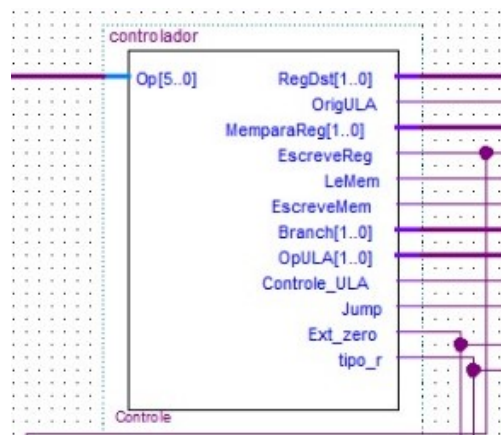 controlador
Op[5..0]
RegDst[1..0]
OrigULA
MemparaReg[1..0]
EscreveReg
LeMem
EscreveMem
Branch[1..0]
OpULA[1..0]
Controle_ULA
Jump
Ext_zero
tipo_r
Controle